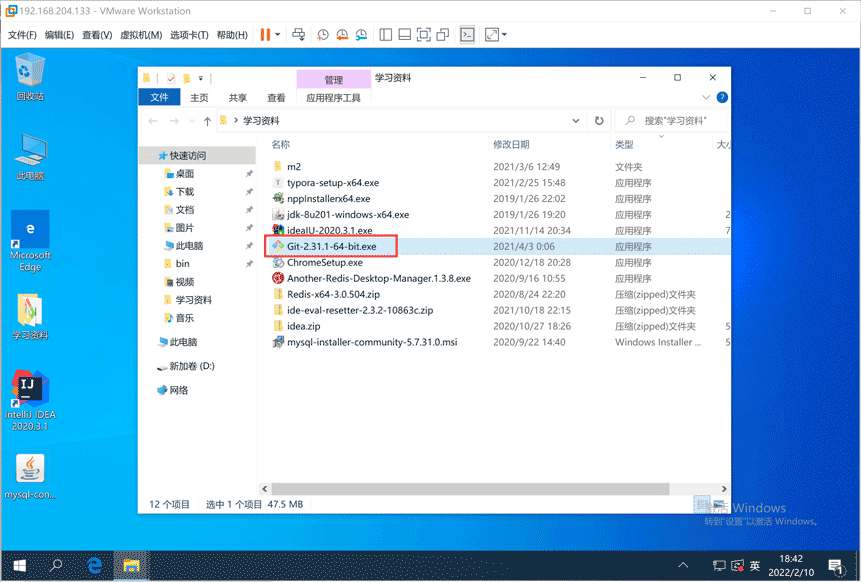 192.168.204.133 - VMware Workstation
文件(F) 编辑(E) 查看(V) 虚拟机(M) 选项卡(T) 帮助(H)
回收站
此电脑
Microsoft
Edge
学习资料
IntelliJ IDEA
2020.3.1
mysql-con...
管理 学习资料
文件 主页 共享 查看 应用程序工具
学习资料 搜索"学习资料"
快速访问
桌面
下载
文档
图片
此电脑
bin
视频
学习资料
音乐
此电脑
新加卷 (D:)
网络
名称 修改日期 类型 大小
m2 2021/3/6 12:49 文件夹
typora-setup-x64.exe 2021/2/25 15:48 应用程序
nppInstallerx64.exe 2019/1/26 22:02 应用程序
jdk-8u201-windows-x64.exe 2019/1/26 19:20 应用程序 2
ideaIU-2020.3.1.exe 2021/11/14 20:34 应用程序 7
Git-2.31.1-64-bit.exe 2021/4/3 0:06 应用程序
ChromeSetup.exe 2020/12/18 20:28 应用程序
Another-Redis-Desktop-Manager.1.3.8.exe 2020/9/16 10:55 应用程序
Redis-x64-3.0.504.zip 2020/8/24 22:20 压缩(zipped)文件夹
ide-eval-resetter-2.3.2-10863c.zip 2021/10/18 22:15 压缩(zipped)文件夹
idea.zip 2020/10/27 18:26 压缩(zipped)文件夹 5
mysql-installer-community-5.7.31.0.msi 2020/9/22 14:40 Windows Installer ... 5
12 个项目 选中 1 个项目 47.5 MB
激活 Windows
转到"设置"以激活 Windows。
英
18:42
2022/2/10
1